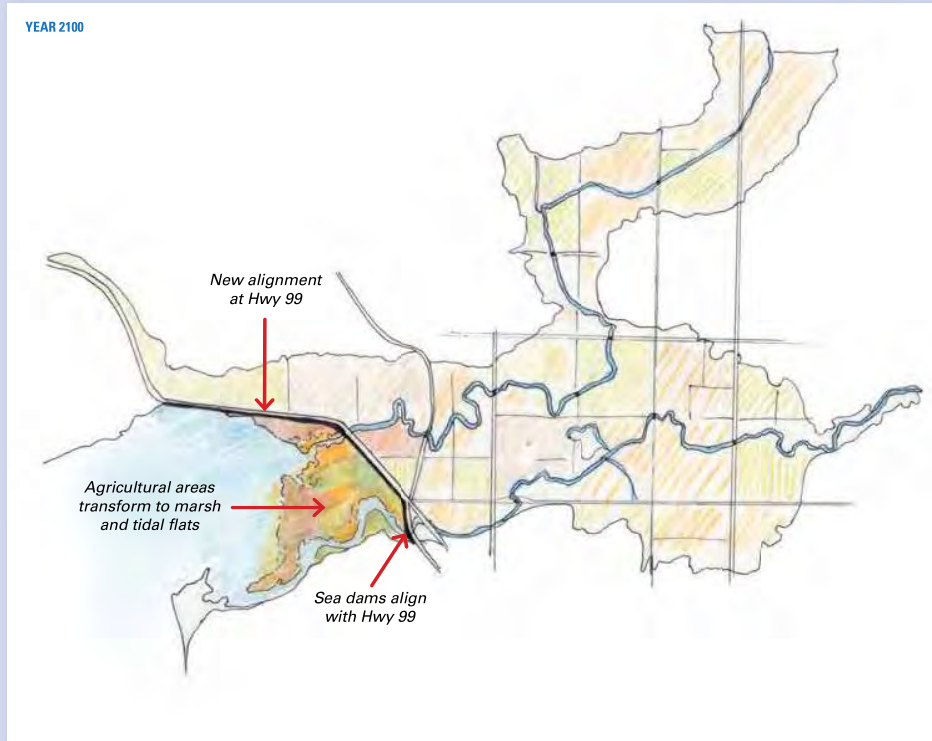 YEAR 2100
New alignment
at Hwy 99
Agricultural areas
transform to marsh
and tidal flats
Sea dams align
with Hwy 99